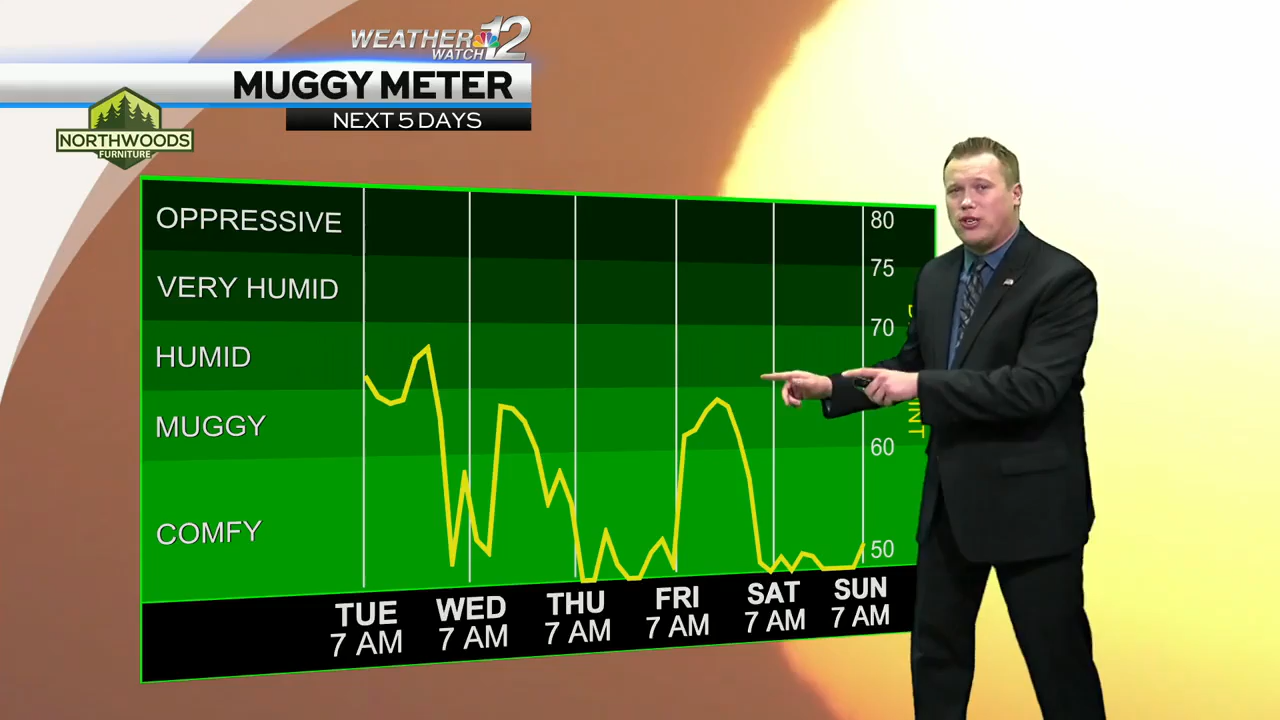 WEATHER
WATCH 12
MUGGY METER
NEXT 5 DAYS
NORTHWOODS
FURNITURE
OPPRESSIVE
VERY HUMID
HUMID
MUGGY
COMFY
80
75
70
60
50
INT
TUE WED THU FRI SAT SUN
7 AM 7 AM 7 AM 7 AM 7 AM 7 AM